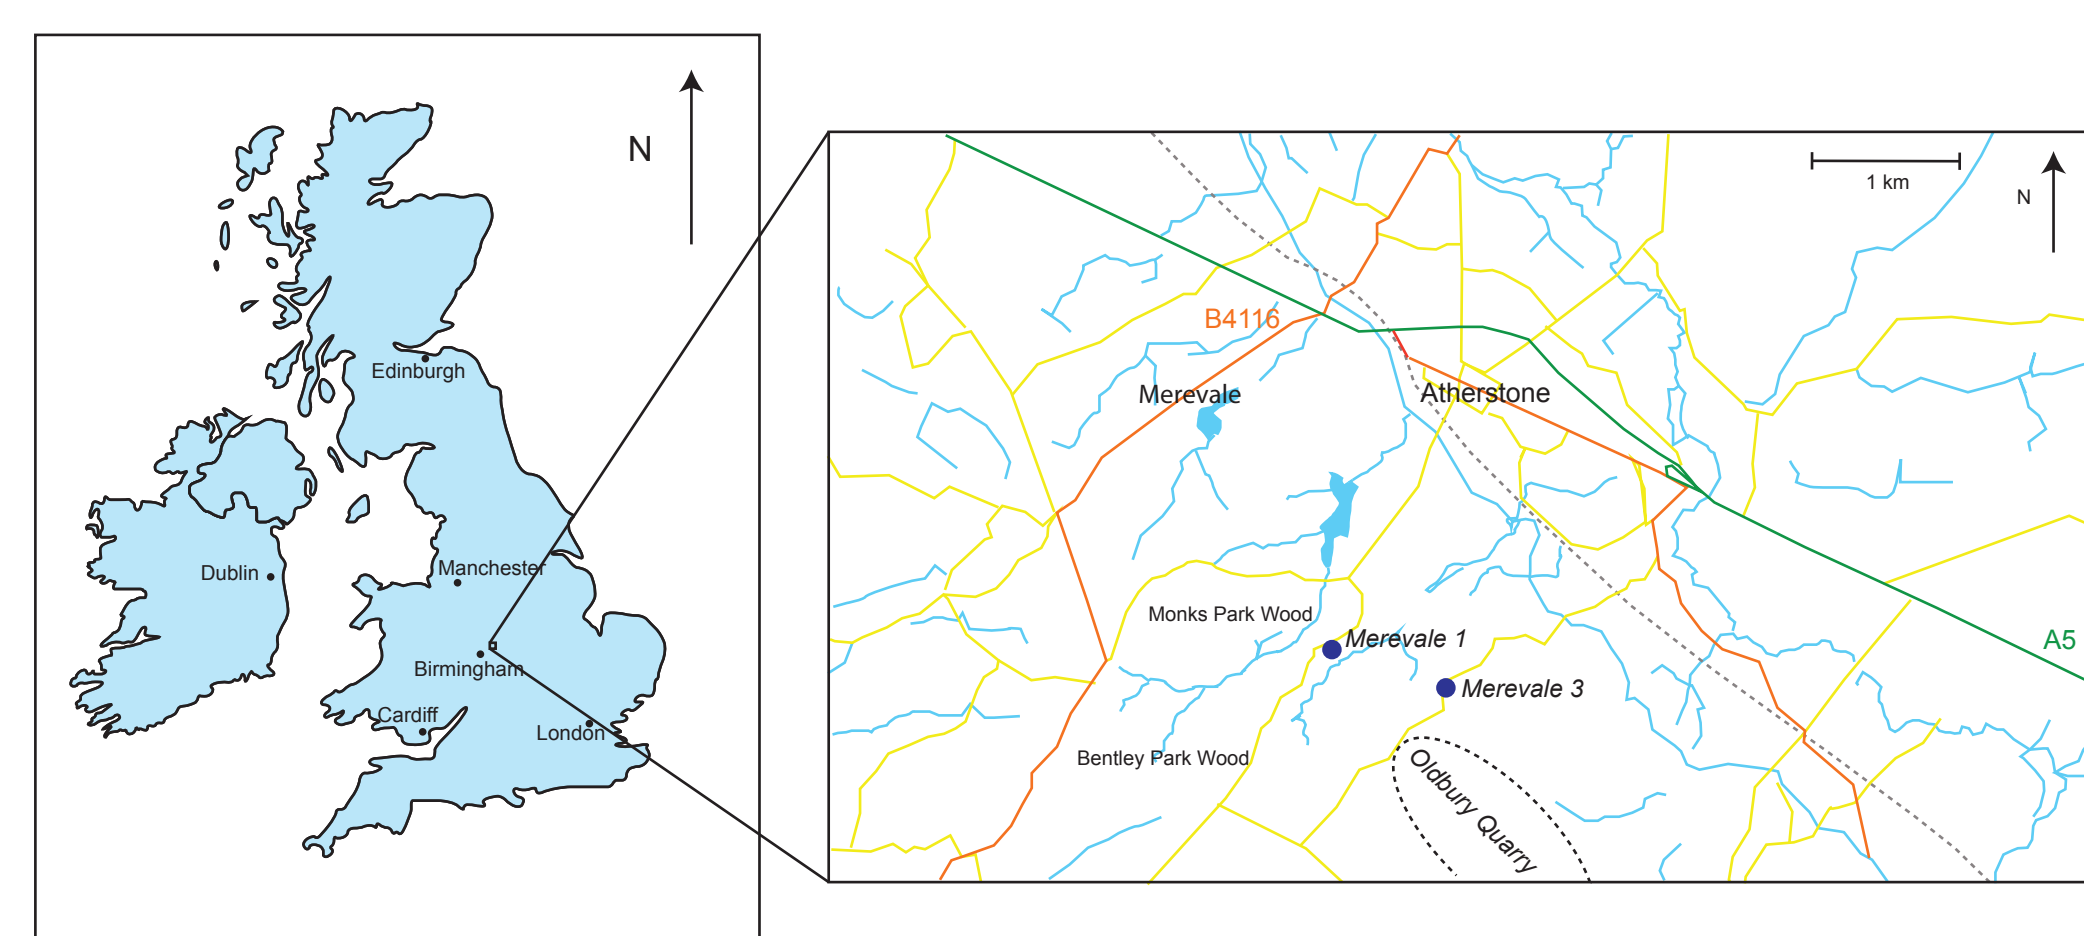 N
Edinburgh
Dublin
Manchester
Birmingham
Cardiff
London
1 km
N
B4116
Merevale
Atherstone
Monks Park Wood
Merevale 1
A5
Merevale 3
Bentley Park Wood
Oldbury Quarry